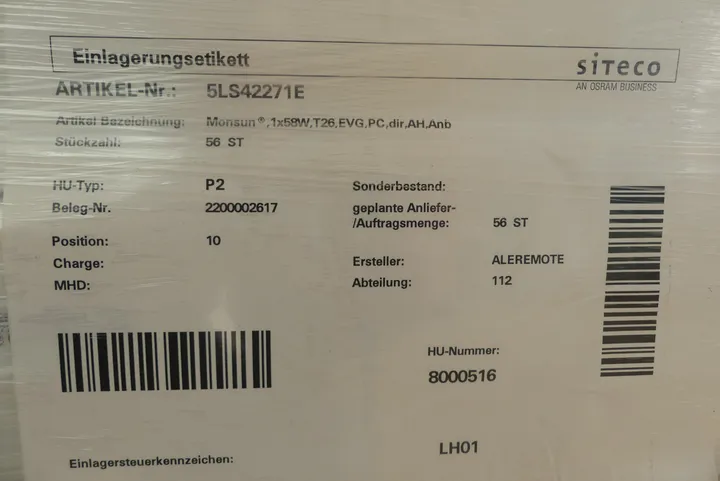 Einlagerungsetikett
siteco
AN OSRAM BUSINESS
ARTIKEL-Nr.: 5LS42271E
Artikel Bezeichnung: Monsun®,1x58W,T26,EVG,PC,dir,AH,Anb
Stückzahl: 56 ST
HU-Typ: P2 Sonderbestand:
Beleg-Nr. 2200002617 geplante Anliefer-
/Auftragsmenge: 56 ST
Position: 10
Charge: Ersteller: ALEREMOTE
MHD: Abteilung: 112
HU-Nummer:
8000516
LH01
Einlagersteuerkennzeichen: